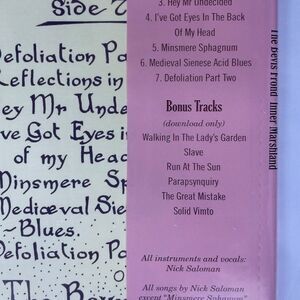 Side
Defoliation Pa
Reflections in
ey Mr Unde
ve Got Eyes i
of my Head
Minsmere Sp
Mediæval Sie
~Blues.
Defoliation Pa
3. Hey Mr Undecided
4. I've Got Eyes In The Back
Of My Head
5. Minsmere Sphagnum
6. Medieval Sienese Acid Blues
7. Defoliation Part Two
Bonus Tracks
(download only)
Walking In The Lady's Garden
Slave
Run At The Sun
Parapsynquiry
The Great Mistake
Solid Vimto
All instruments and vocals:
Nick Saloman
All songs by Nick Saloman
except "Minsmere Sphagnum"
The Bevis Frond Inner Marshland